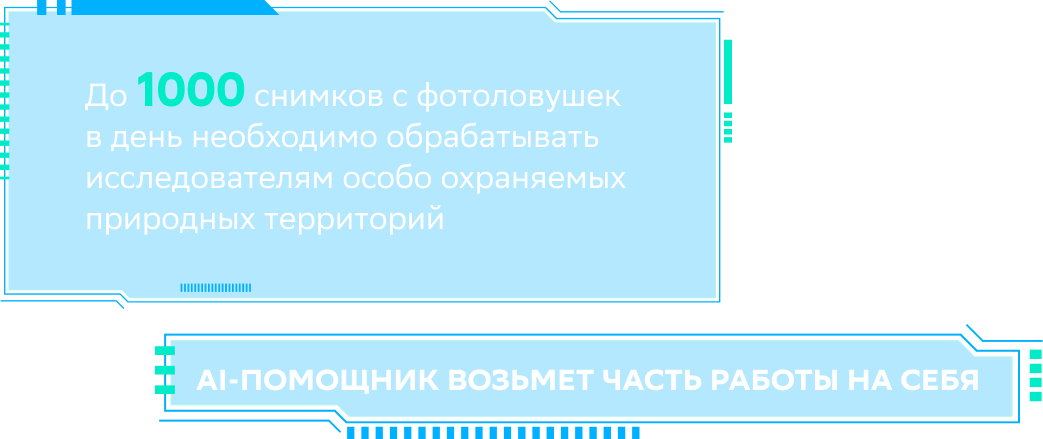 До 1000 снимков с фотоловушек
в день необходимо обрабатывать
исследователям особо охраняемых
природных территорий
AI-ПОМОЩНИК ВОЗЬМЕТ ЧАСТЬ РАБОТЫ НА СЕБЯ